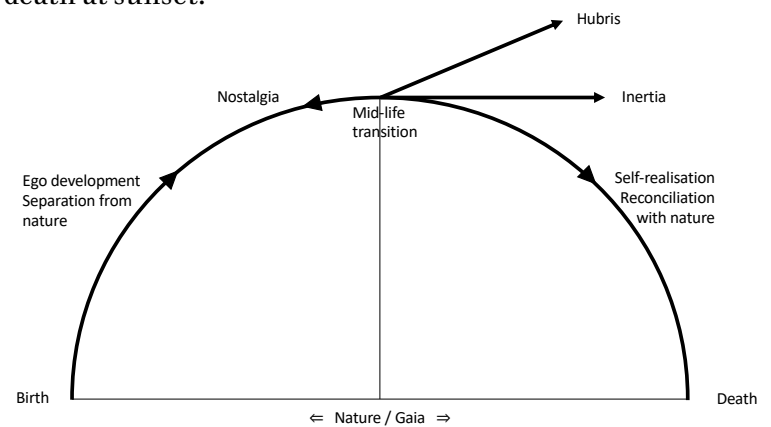 death at sunset.
Hubris
Nostalgia
Inertia
Mid-life
transition
Ego development
Separation from
nature
Self-realisation
Reconciliation
with nature
Birth
Death
⇐ Nature / Gaia ⇒